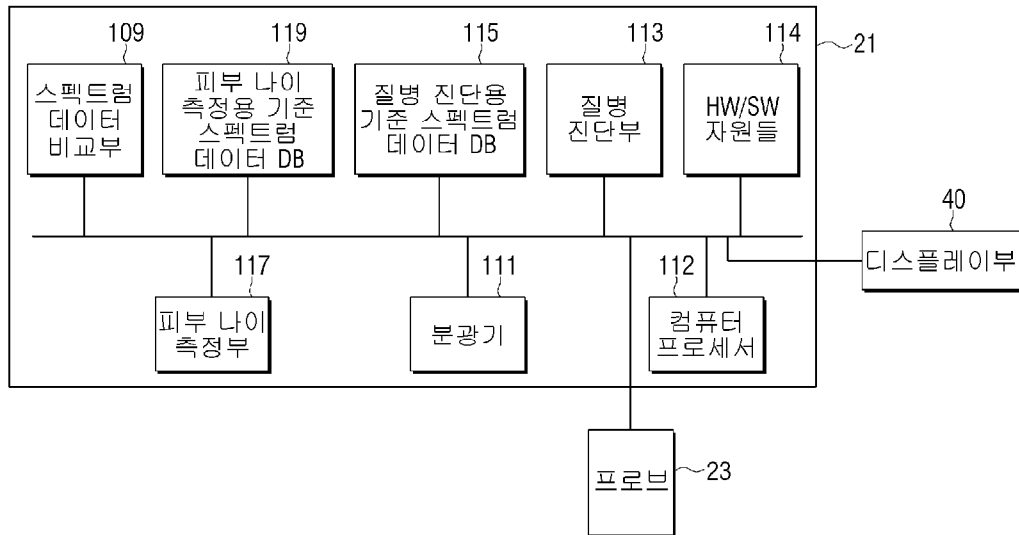 109
119
115
113
114
21
스펙트럼
데이터
비교부
피부 나이
측정용 기준
스펙트럼
데이터 DB
질병 진단용
기준 스펙트럼
데이터 DB
질병
진단부
HW/SW
자원들
40
디스플레이부
117
111
112
피부 나이
측정부
분광기
컴퓨터
프로세서
프로브
23